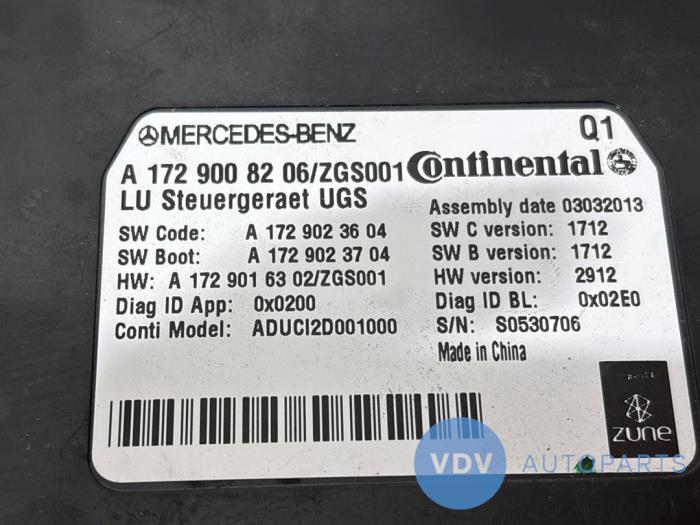 MERCEDES-BENZ
Q1
A 172 900 82 06/ZGS001
Continental
LU Steuergeraet UGS
Assembly date 03032013
SW Code: A 172 902 36 04
SW C version: 1712
SW Boot: A 172 902 37 04
SW B version: 1712
HW: A 172 901 63 02/ZGS001
HW version: 2912
Diag ID App: 0x0200
Diag ID BL: 0x02E0
Conti Model: ADUCI2D001000
S/N: S0530706
Made in China
zune
VDV AUTOPARTS